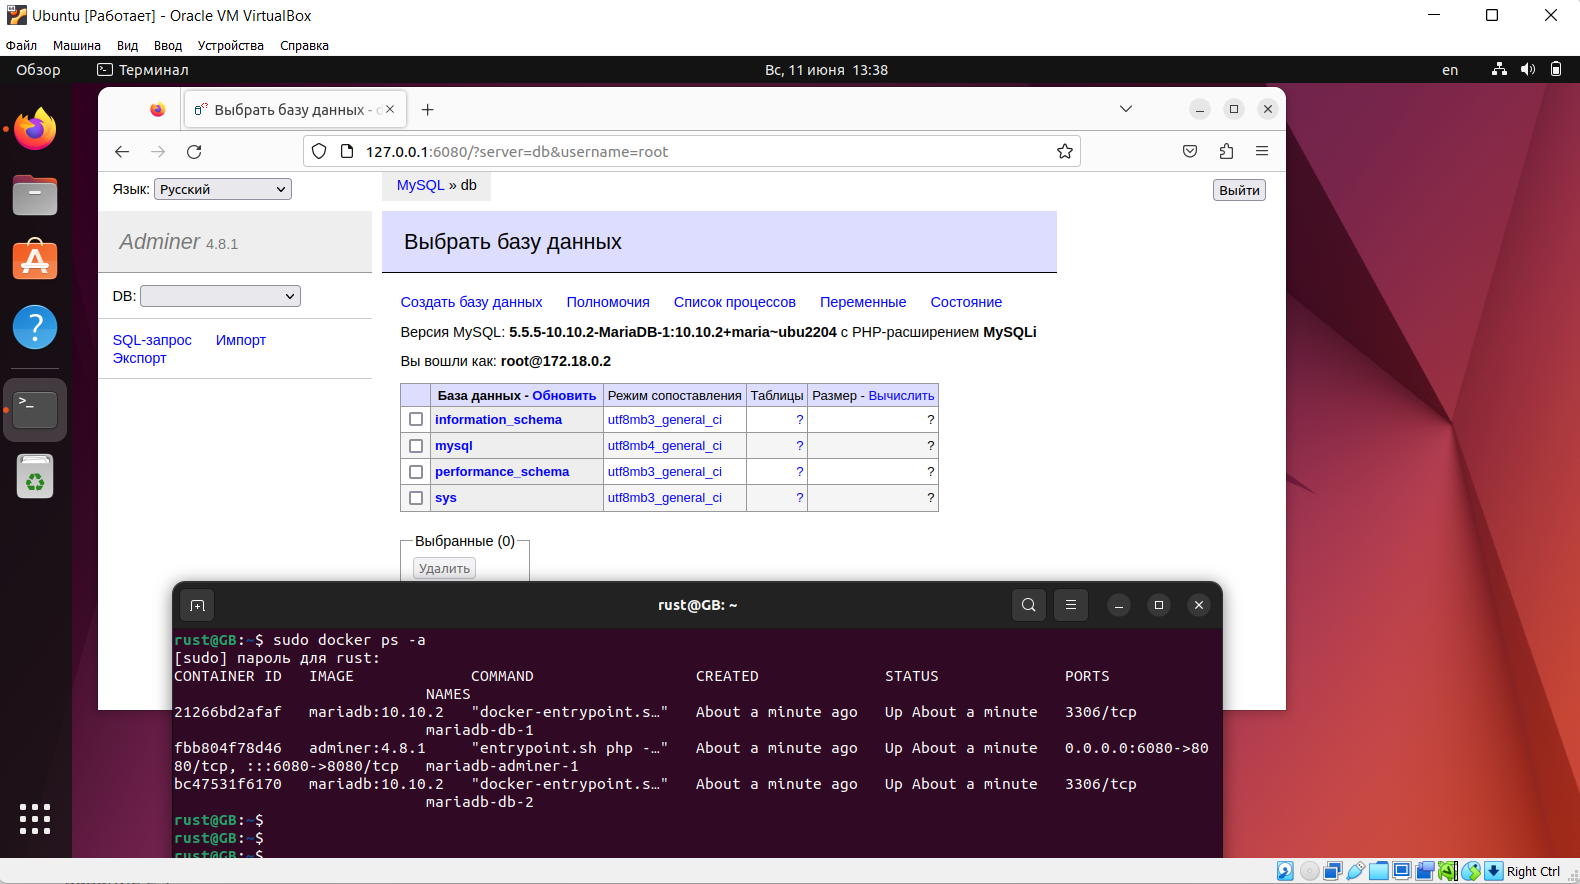 Ubuntu [Работает] - Oracle VM VirtualBox
Файл Машина Вид Ввод Устройства Справка
Обзор Терминал Вс, 11 июня 13:38 en
Выбрать базу данных - d
127.0.0.1:6080/?server=db&username=root
Язык: Русский
MySQL » db
Выйти
Adminer 4.8.1
Выбрать базу данных
DB:
Создать базу данных Полномочия Список процессов Переменные Состояние
SQL-запрос Импорт
Экспорт
Версия MySQL: 5.5.5-10.10.2-MariaDB-1:10.10.2+maria~ubu2204 с PHP-расширением MySQLi
Вы вошли как: root@172.18.0.2
База данных - Обновить Режим сопоставления Таблицы Размер - Вычислить
information_schema utf8mb3_general_ci ? ?
mysql utf8mb4_general_ci ? ?
performance_schema utf8mb3_general_ci ? ?
sys utf8mb3_general_ci ? ?
Выбранные (0)
Удалить
rust@GB: ~
rust@GB:~$ sudo docker ps -a
[sudo] пароль для rust:
CONTAINER ID IMAGE COMMAND CREATED STATUS PORTS
NAMES
21266bd2afaf mariadb:10.10.2 "docker-entrypoint.s…" About a minute ago Up About a minute 3306/tcp
mariadb-db-1
fbb804f78d46 adminer:4.8.1 "entrypoint.sh php -…" About a minute ago Up About a minute 0.0.0.0:6080->80
80/tcp, :::6080->8080/tcp mariadb-adminer-1
bc47531f6170 mariadb:10.10.2 "docker-entrypoint.s…" About a minute ago Up About a minute 3306/tcp
mariadb-db-2
rust@GB:~$
rust@GB:~$
rust@GB:~$
Right Ctrl